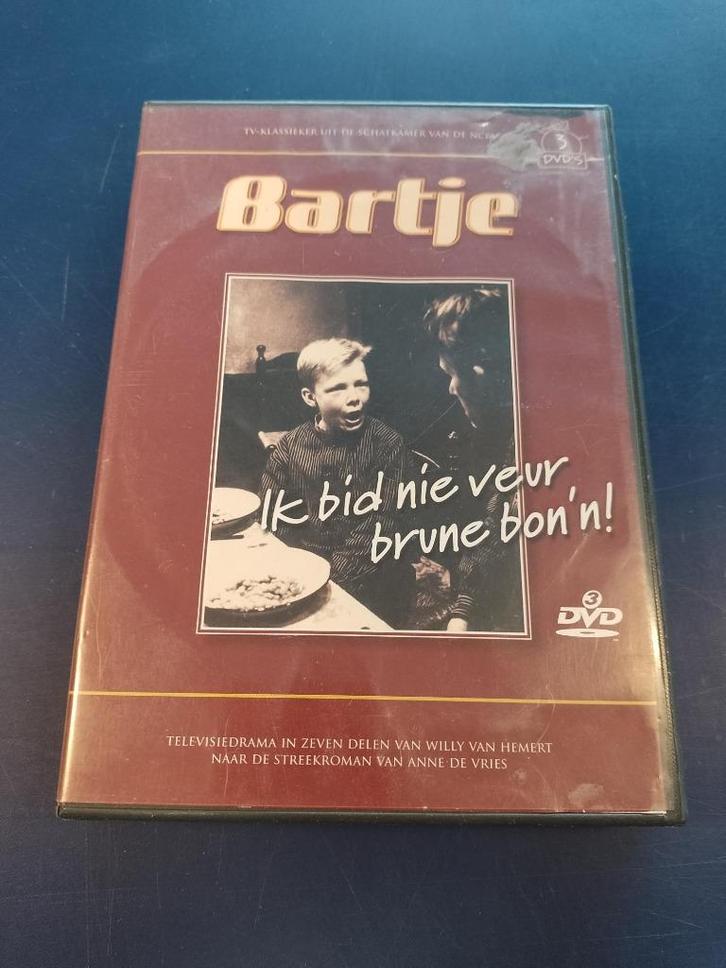 TV-KLASSIEKER UIT DE SCHATKAMER VAN DE
3
DVD'S
Bartje
Ik bid nie veur
brune bon'n!
3
DVD
TELEVISIEDRAMA IN ZEVEN DELEN VAN WILLY VAN HEMERT
NAAR DE STREEKROMAN VAN ANNE DE VRIES